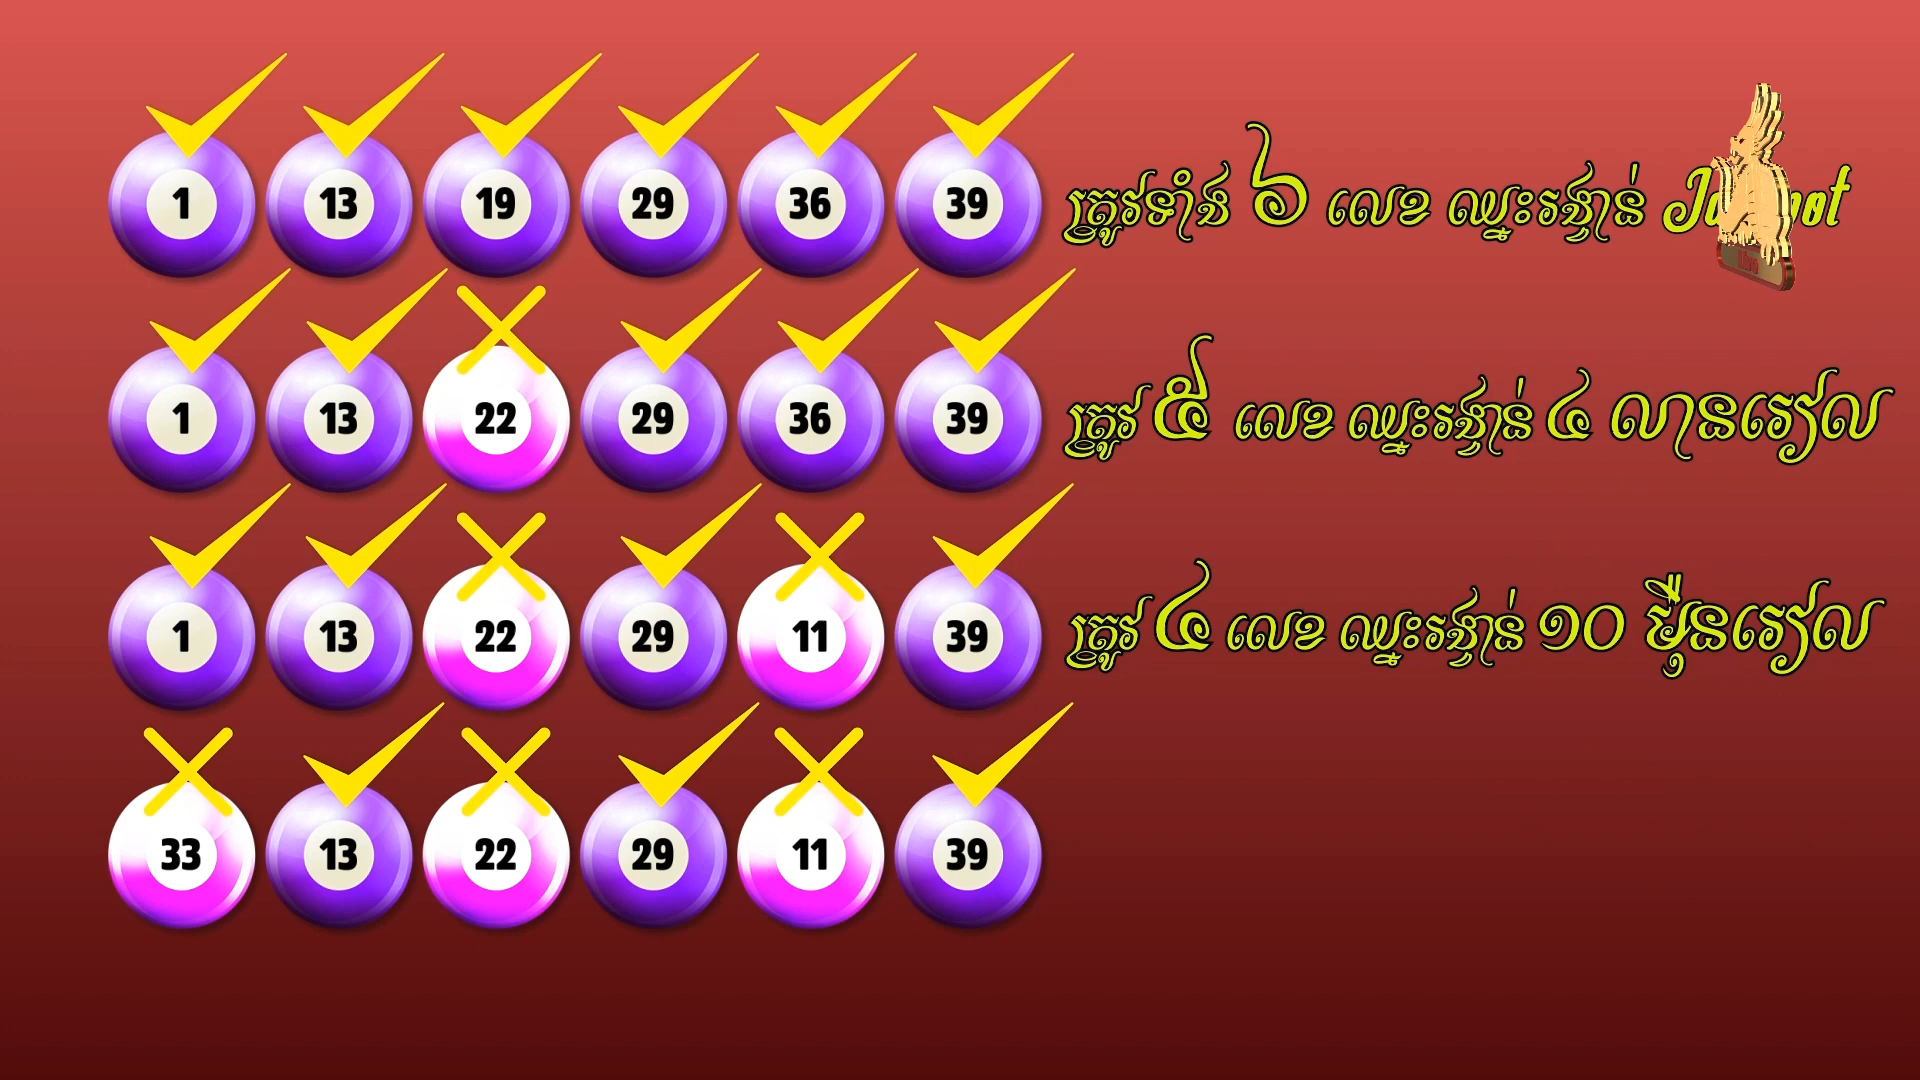 1 13 19 29 36 39 ត្រូវទាំង ៦ លេខ ឈ្នះរង្វាន់
1 13 22 29 36 39 ត្រូវ ៥ លេខ ឈ្នះរង្វាន់ ៤ លានរៀល
1 13 22 29 11 39 ត្រូវ ៤ លេខ ឈ្នះរង្វាន់ ១០ ម៉ឺនរៀល
33 13 22 29 11 39